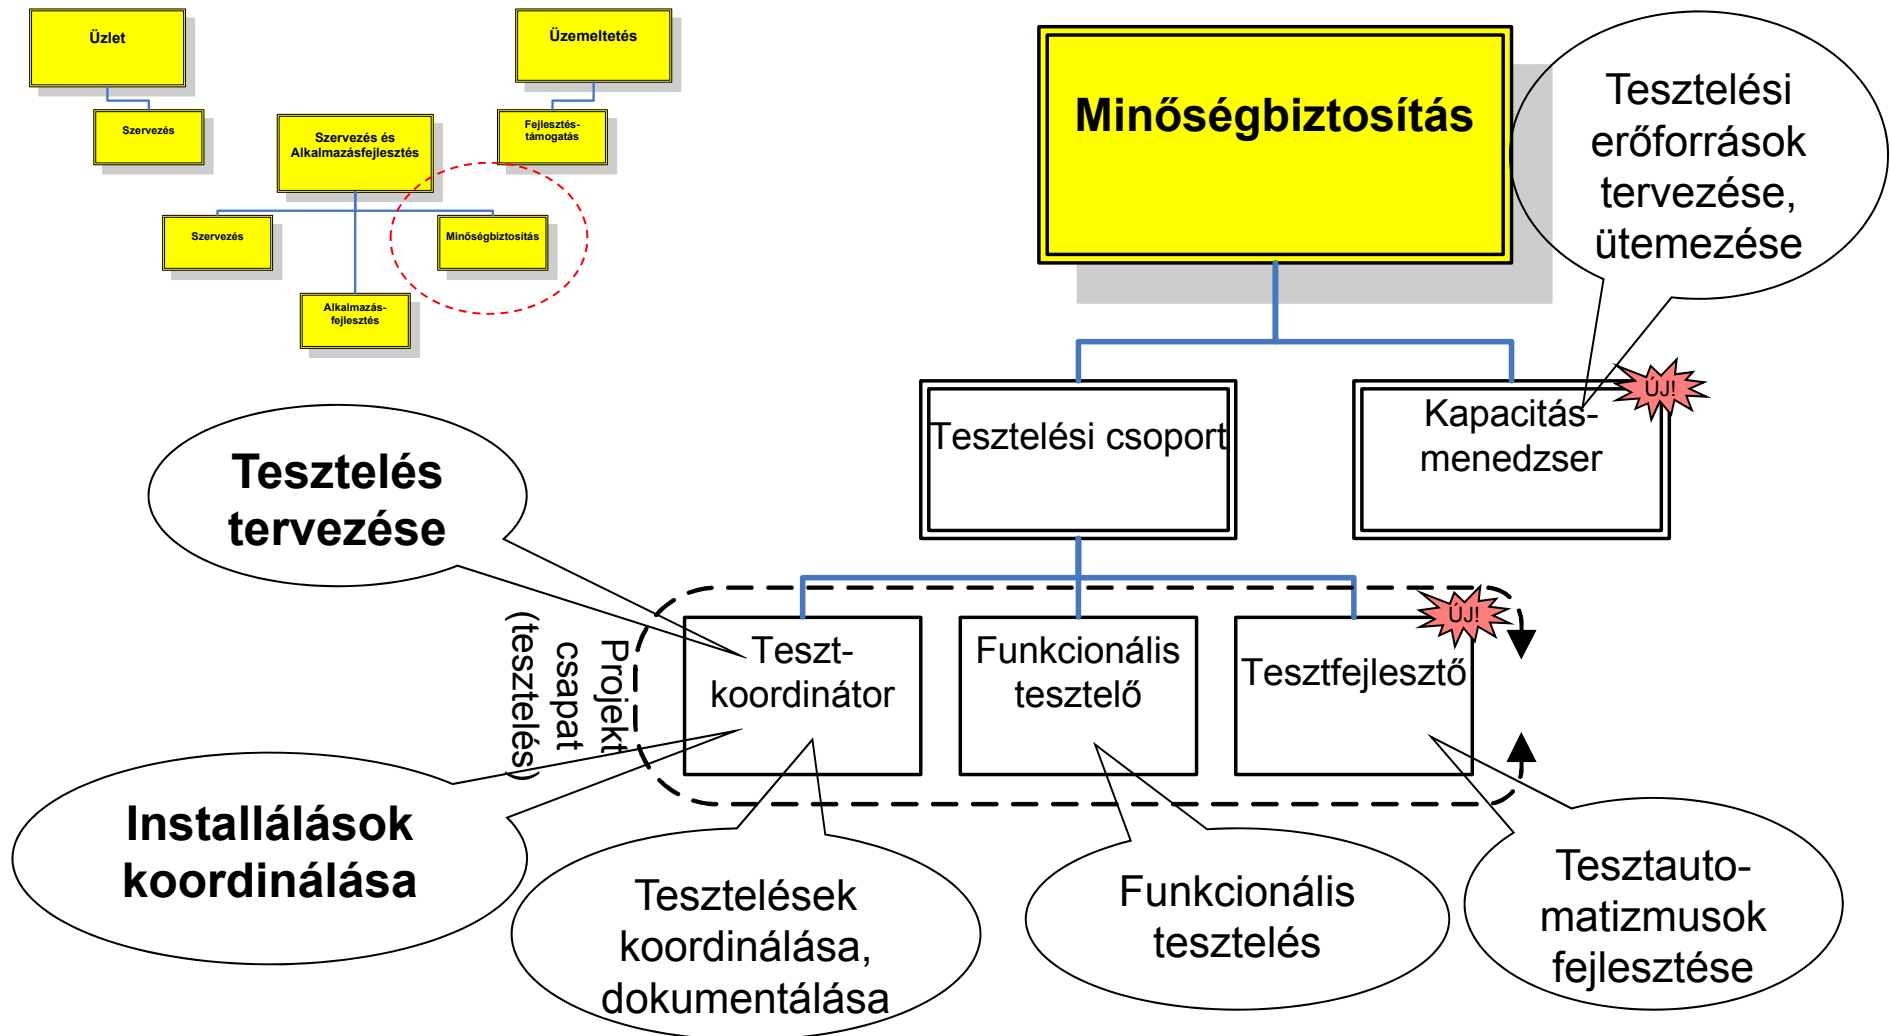 Üzlet
Üzemeltetés
Szervezés
Szervezés és
Alkalmazásfejlesztés
Fejlesztés-
támogatás
Szervezés
Minőségbiztosítás
Alkalmazás-
fejlesztés
Minőségbiztosítás
Tesztelési
erőforrások
tervezése,
ütemezése
Tesztelési csoport
Kapacitás-
menedzser
ÚJ!
Tesztelés
tervezése
Projekt
csapat
(tesztelés)
Teszt-
koordinátor
Funkcionális
tesztelő
Tesztfejlesztő
ÚJ!
Installálások
koordinálása
Tesztelések
koordinálása,
dokumentálása
Funkcionális
tesztelés
Tesztauto-
matizmusok
fejlesztése